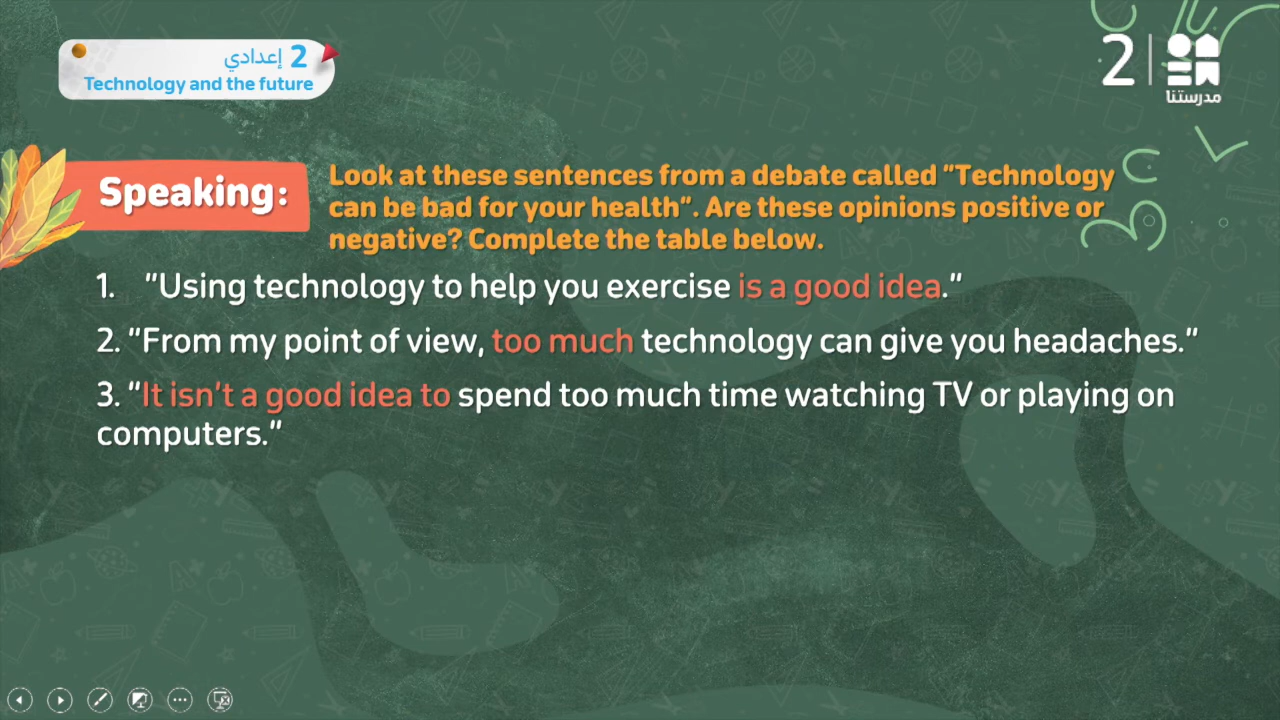 2 إعدادي
Technology and the future
2
مدرستنا
Speaking:
Look at these sentences from a debate called "Technology
can be bad for your health". Are these opinions positive or
negative? Complete the table below.
1. "Using technology to help you exercise is a good idea."
2. "From my point of view, too much technology can give you headaches."
3. "It isn't a good idea to spend too much time watching TV or playing on
computers."